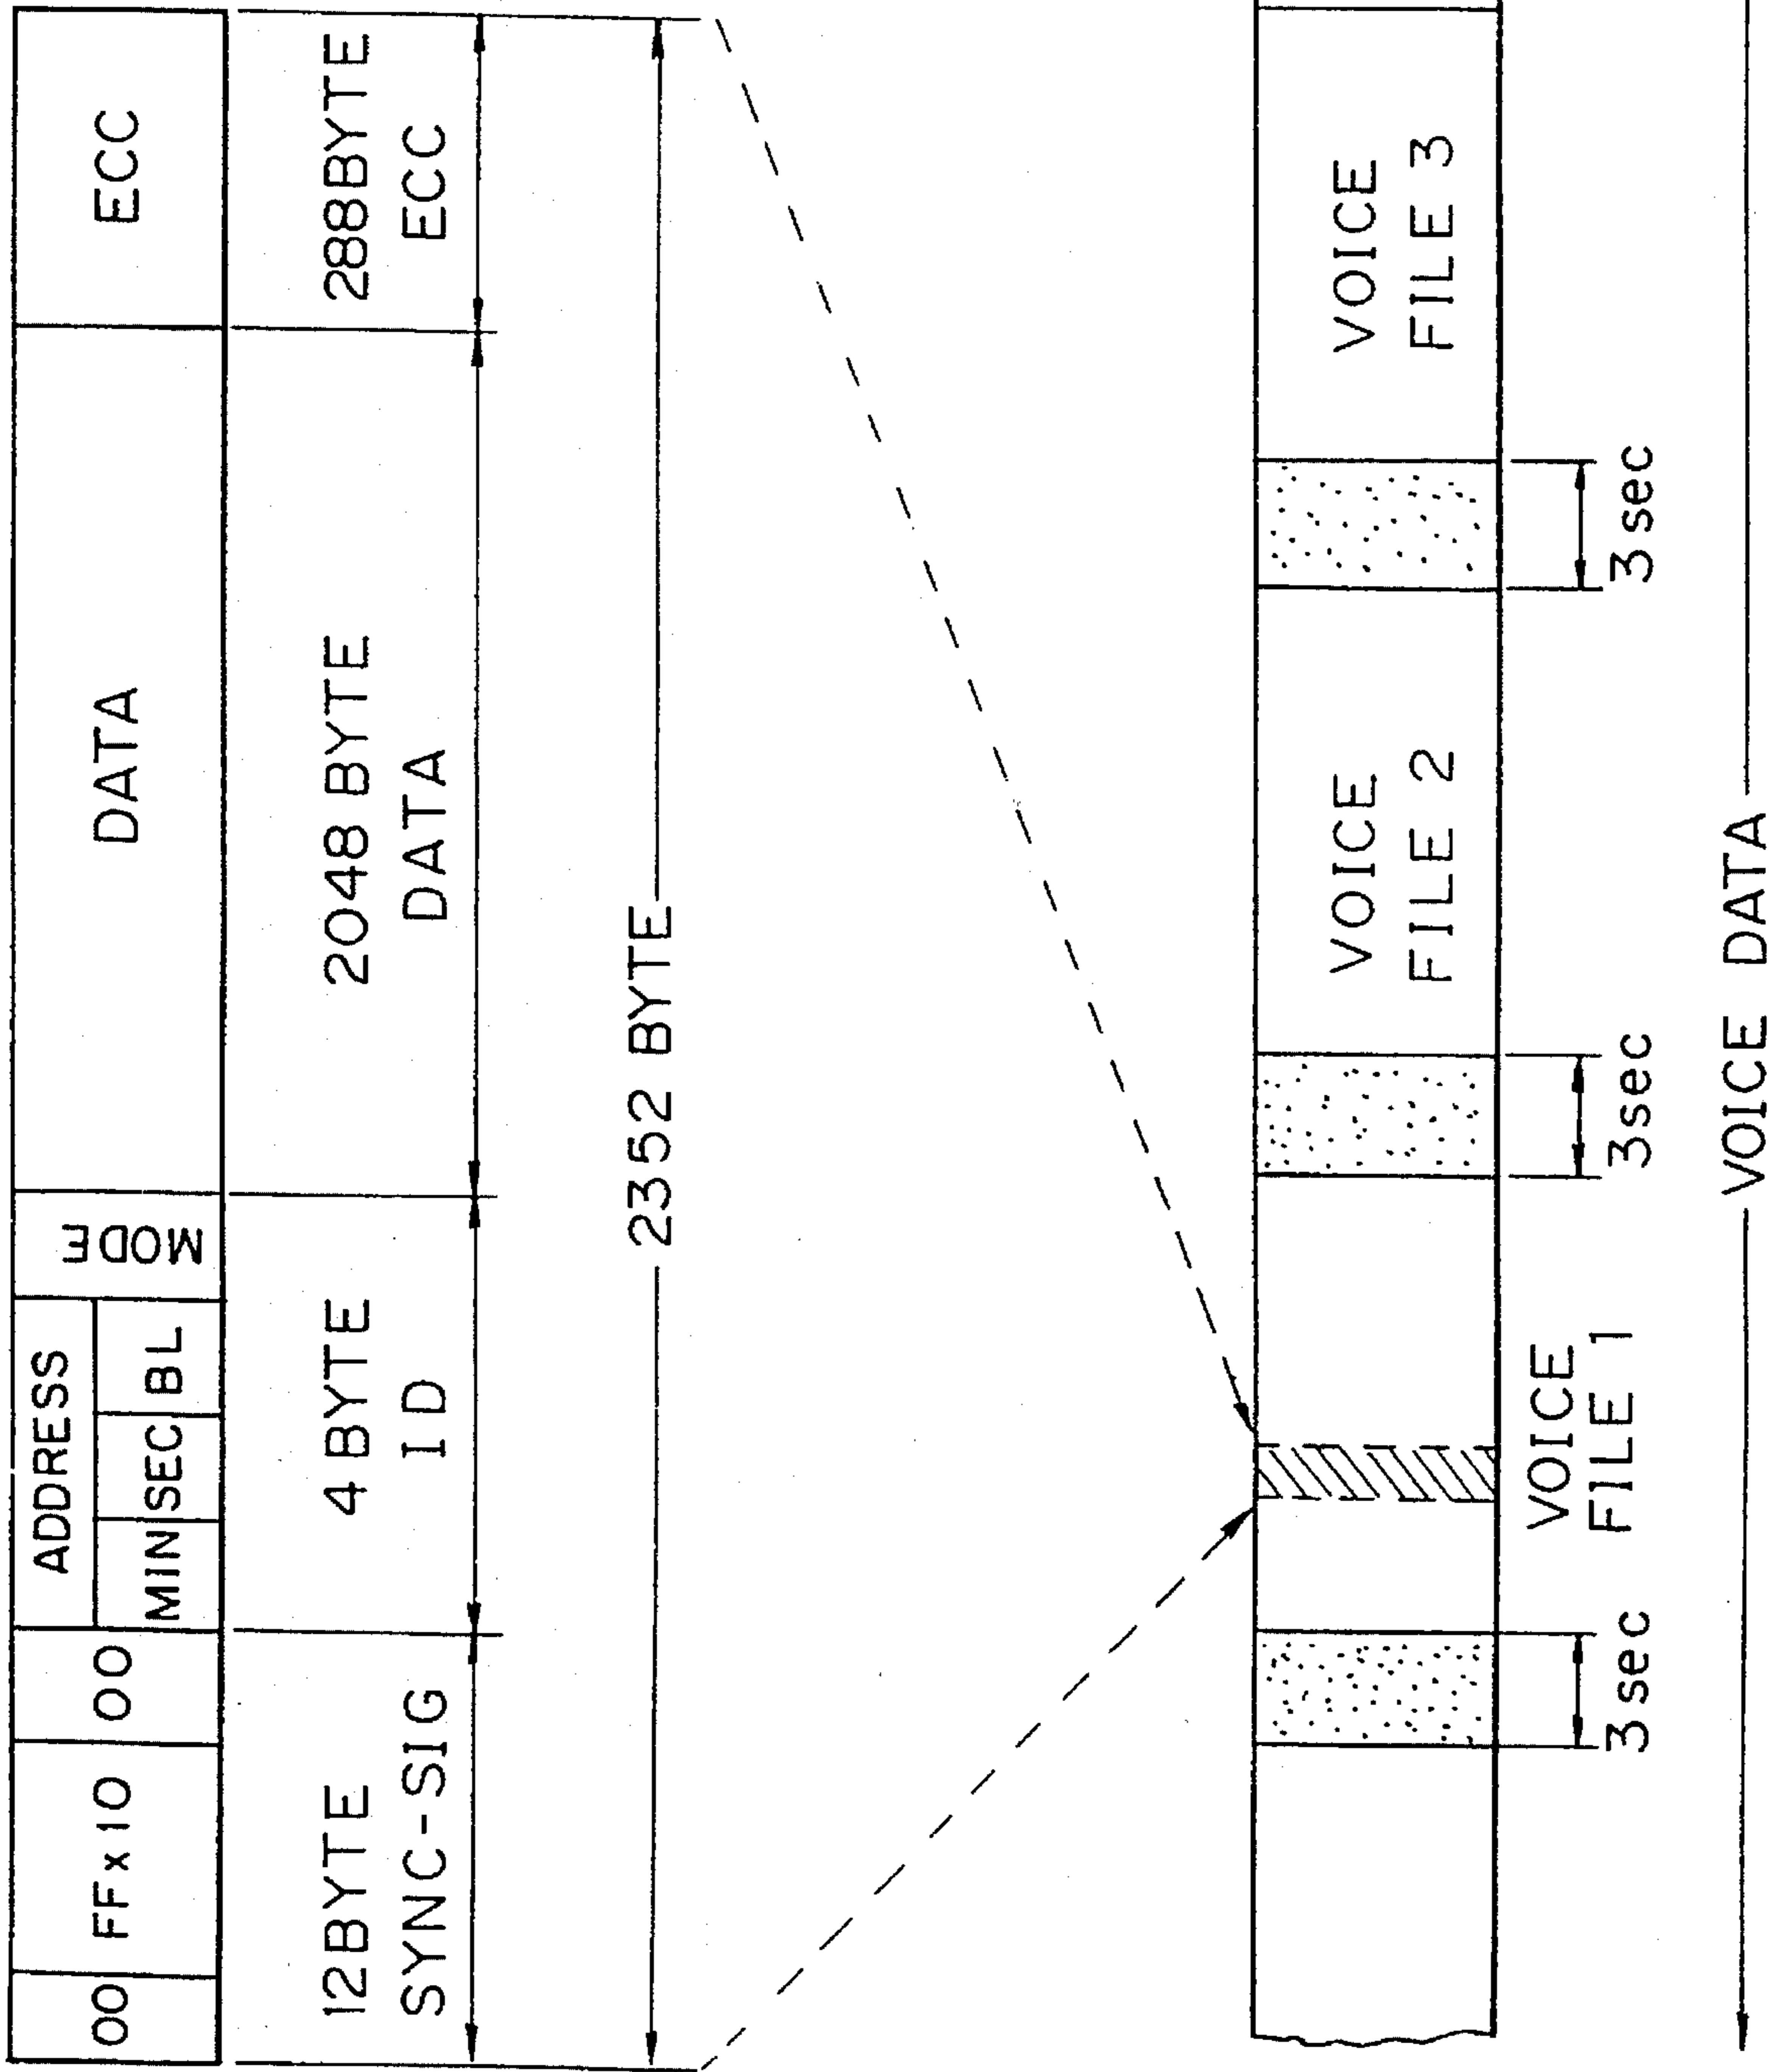 00 FFx10 00
ADDRESS
MIN SEC BL
MODE
DATA
ECC
12BYTE
SYNC-SIG
4 BYTE
ID
2048 BYTE
DATA
288BYTE
ECC
2352 BYTE
VOICE
FILE 2
VOICE
FILE 3
VOICE
FILE 1
3sec
3sec
3sec
VOICE DATA